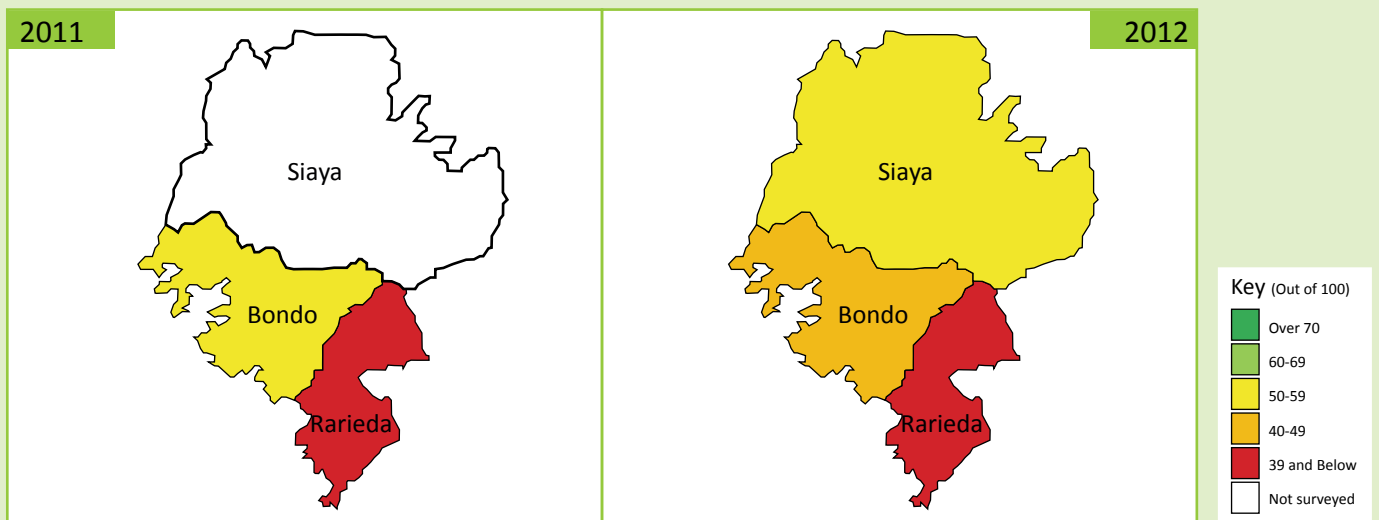 2011
Siaya
Bondo
Rarieda
2012
Siaya
Bondo
Rarieda
Key (Out of 100)
Over 70
60-69
50-59
40-49
39 and Below
Not surveyed